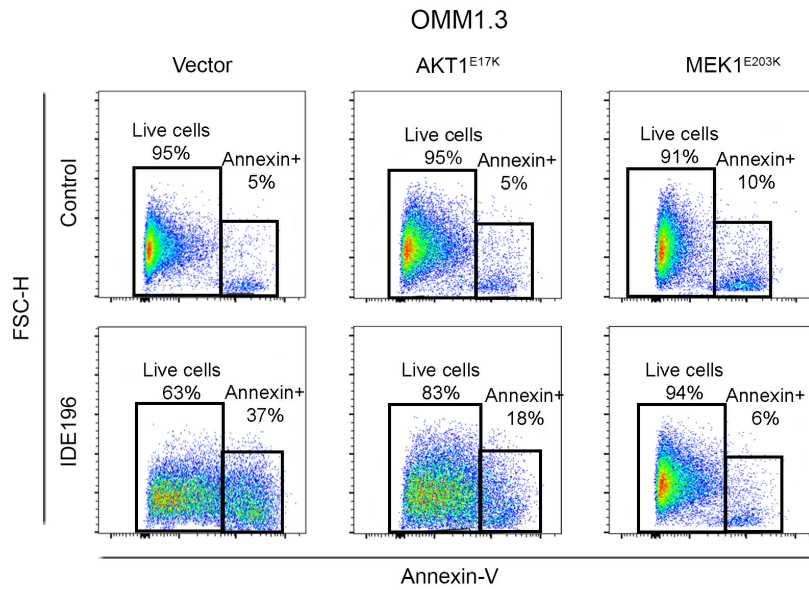 OMM1.3
Vector
AKT1E17K
MEK1E203K
Live cells
95%
Annexin+
5%
Live cells
95%
Annexin+
5%
Live cells
91%
Annexin+
10%
Control
FSC-H
Live cells
63%
Annexin+
37%
Live cells
83%
Annexin+
18%
Live cells
94%
Annexin+
6%
IDE196
Annexin-V